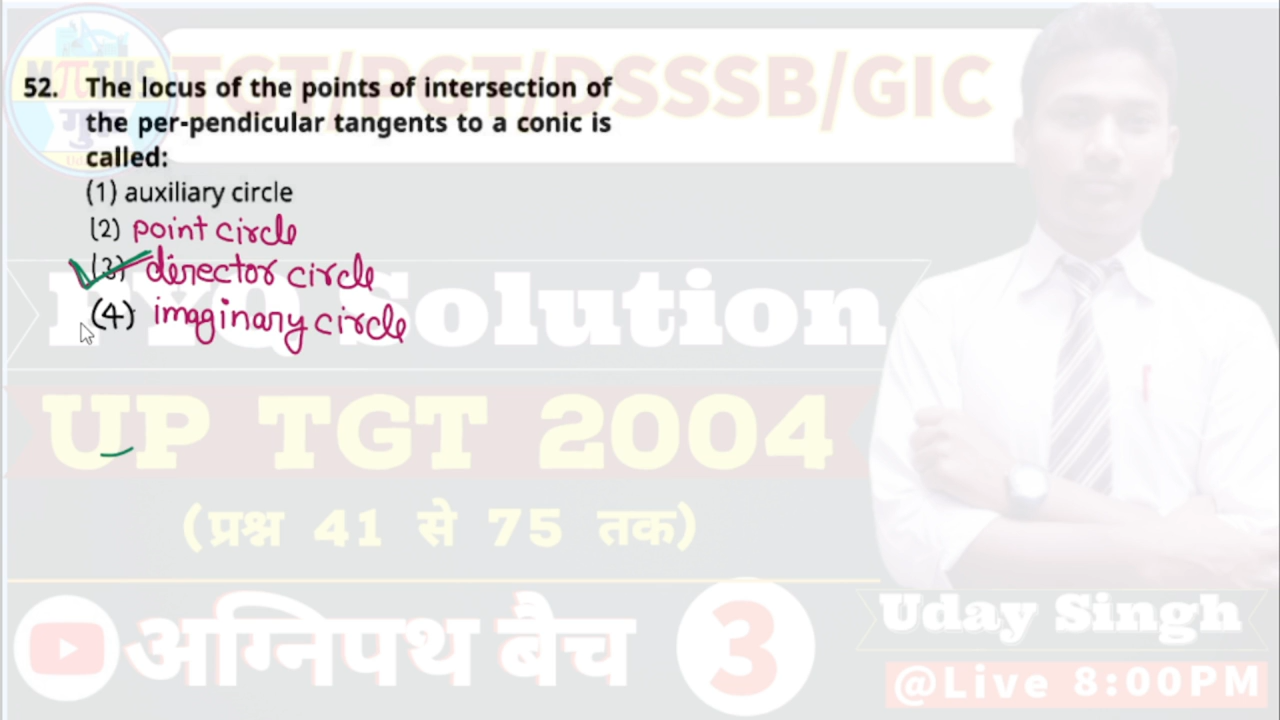 TGT/PGT/DSSSB/GIC
52. The locus of the points of intersection of
the per-pendicular tangents to a conic is
called:
(1) auxiliary circle
(2) point circle
(3) director circle
(4) imaginary circle
PYQ Solution
UP TGT 2004
(प्रश्न 41 से 75 तक)
अग्निपथ बैच 3
Uday Singh
@Live 8:00PM